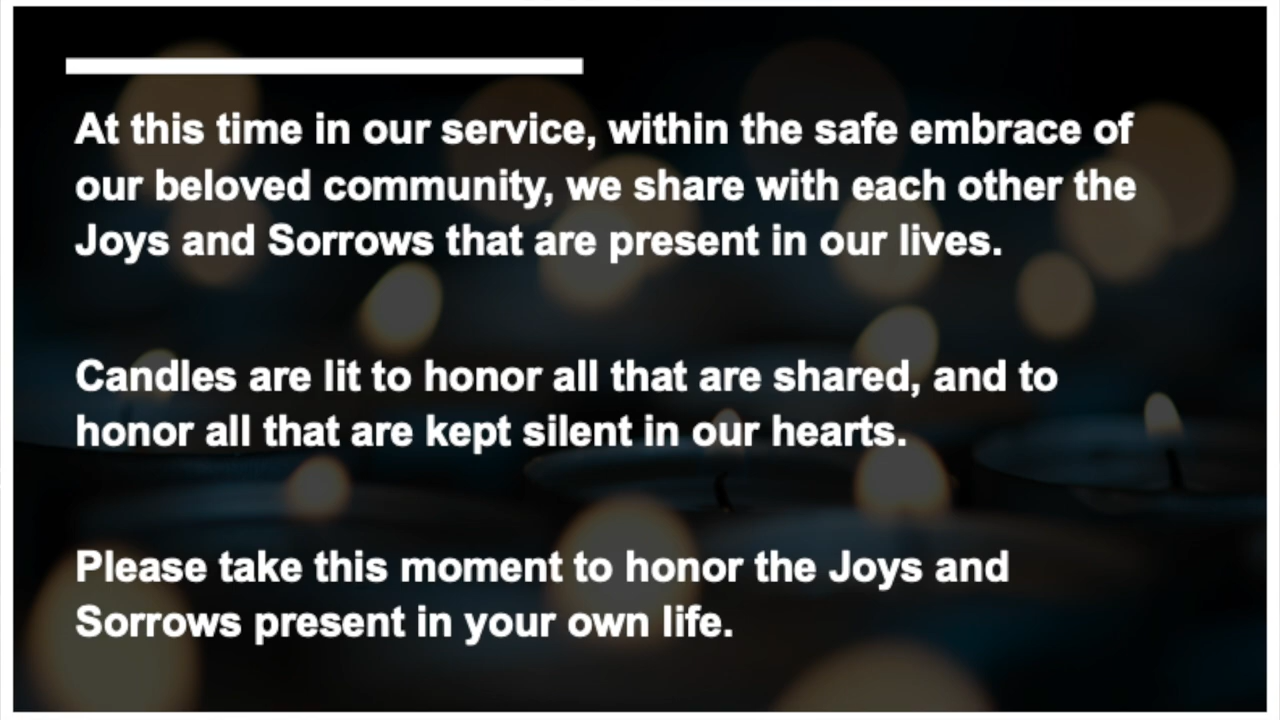 At this time in our service, within the safe embrace of
our beloved community, we share with each other the
Joys and Sorrows that are present in our lives.
Candles are lit to honor all that are shared, and to
honor all that are kept silent in our hearts.
Please take this moment to honor the Joys and
Sorrows present in your own life.